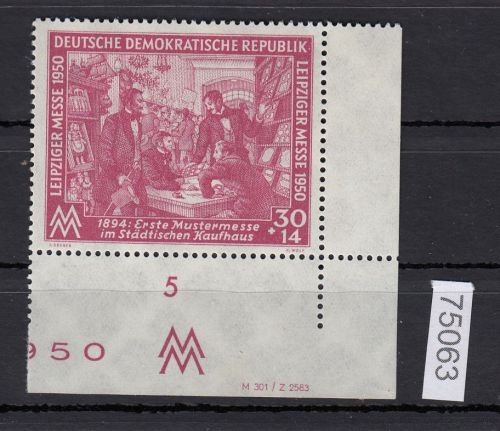 DEUTSCHE DEMOKRATISCHE REPUBLIK
LEIPZIGER MESSE 1950
LEIPZIGER MESSE 1950
MM
1894: Erste Mustermesse
im Städtischen Kaufhaus
30
+14
5
950
MM
M 301 / Z 2563
75063